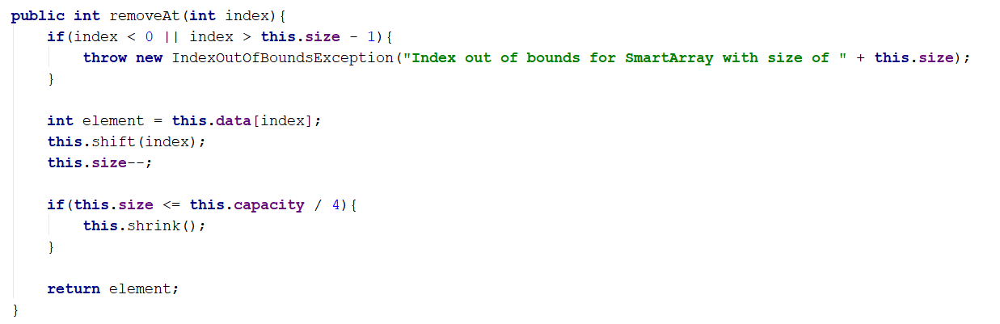 public int removeAt(int index){
    if(index < 0 || index > this.size - 1){
        throw new IndexOutOfBoundsException("Index out of bounds for SmartArray with size of " + this.size);
    }

    int element = this.data[index];
    this.shift(index);
    this.size--;

    if(this.size <= this.capacity / 4){
        this.shrink();
    }

    return element;
}